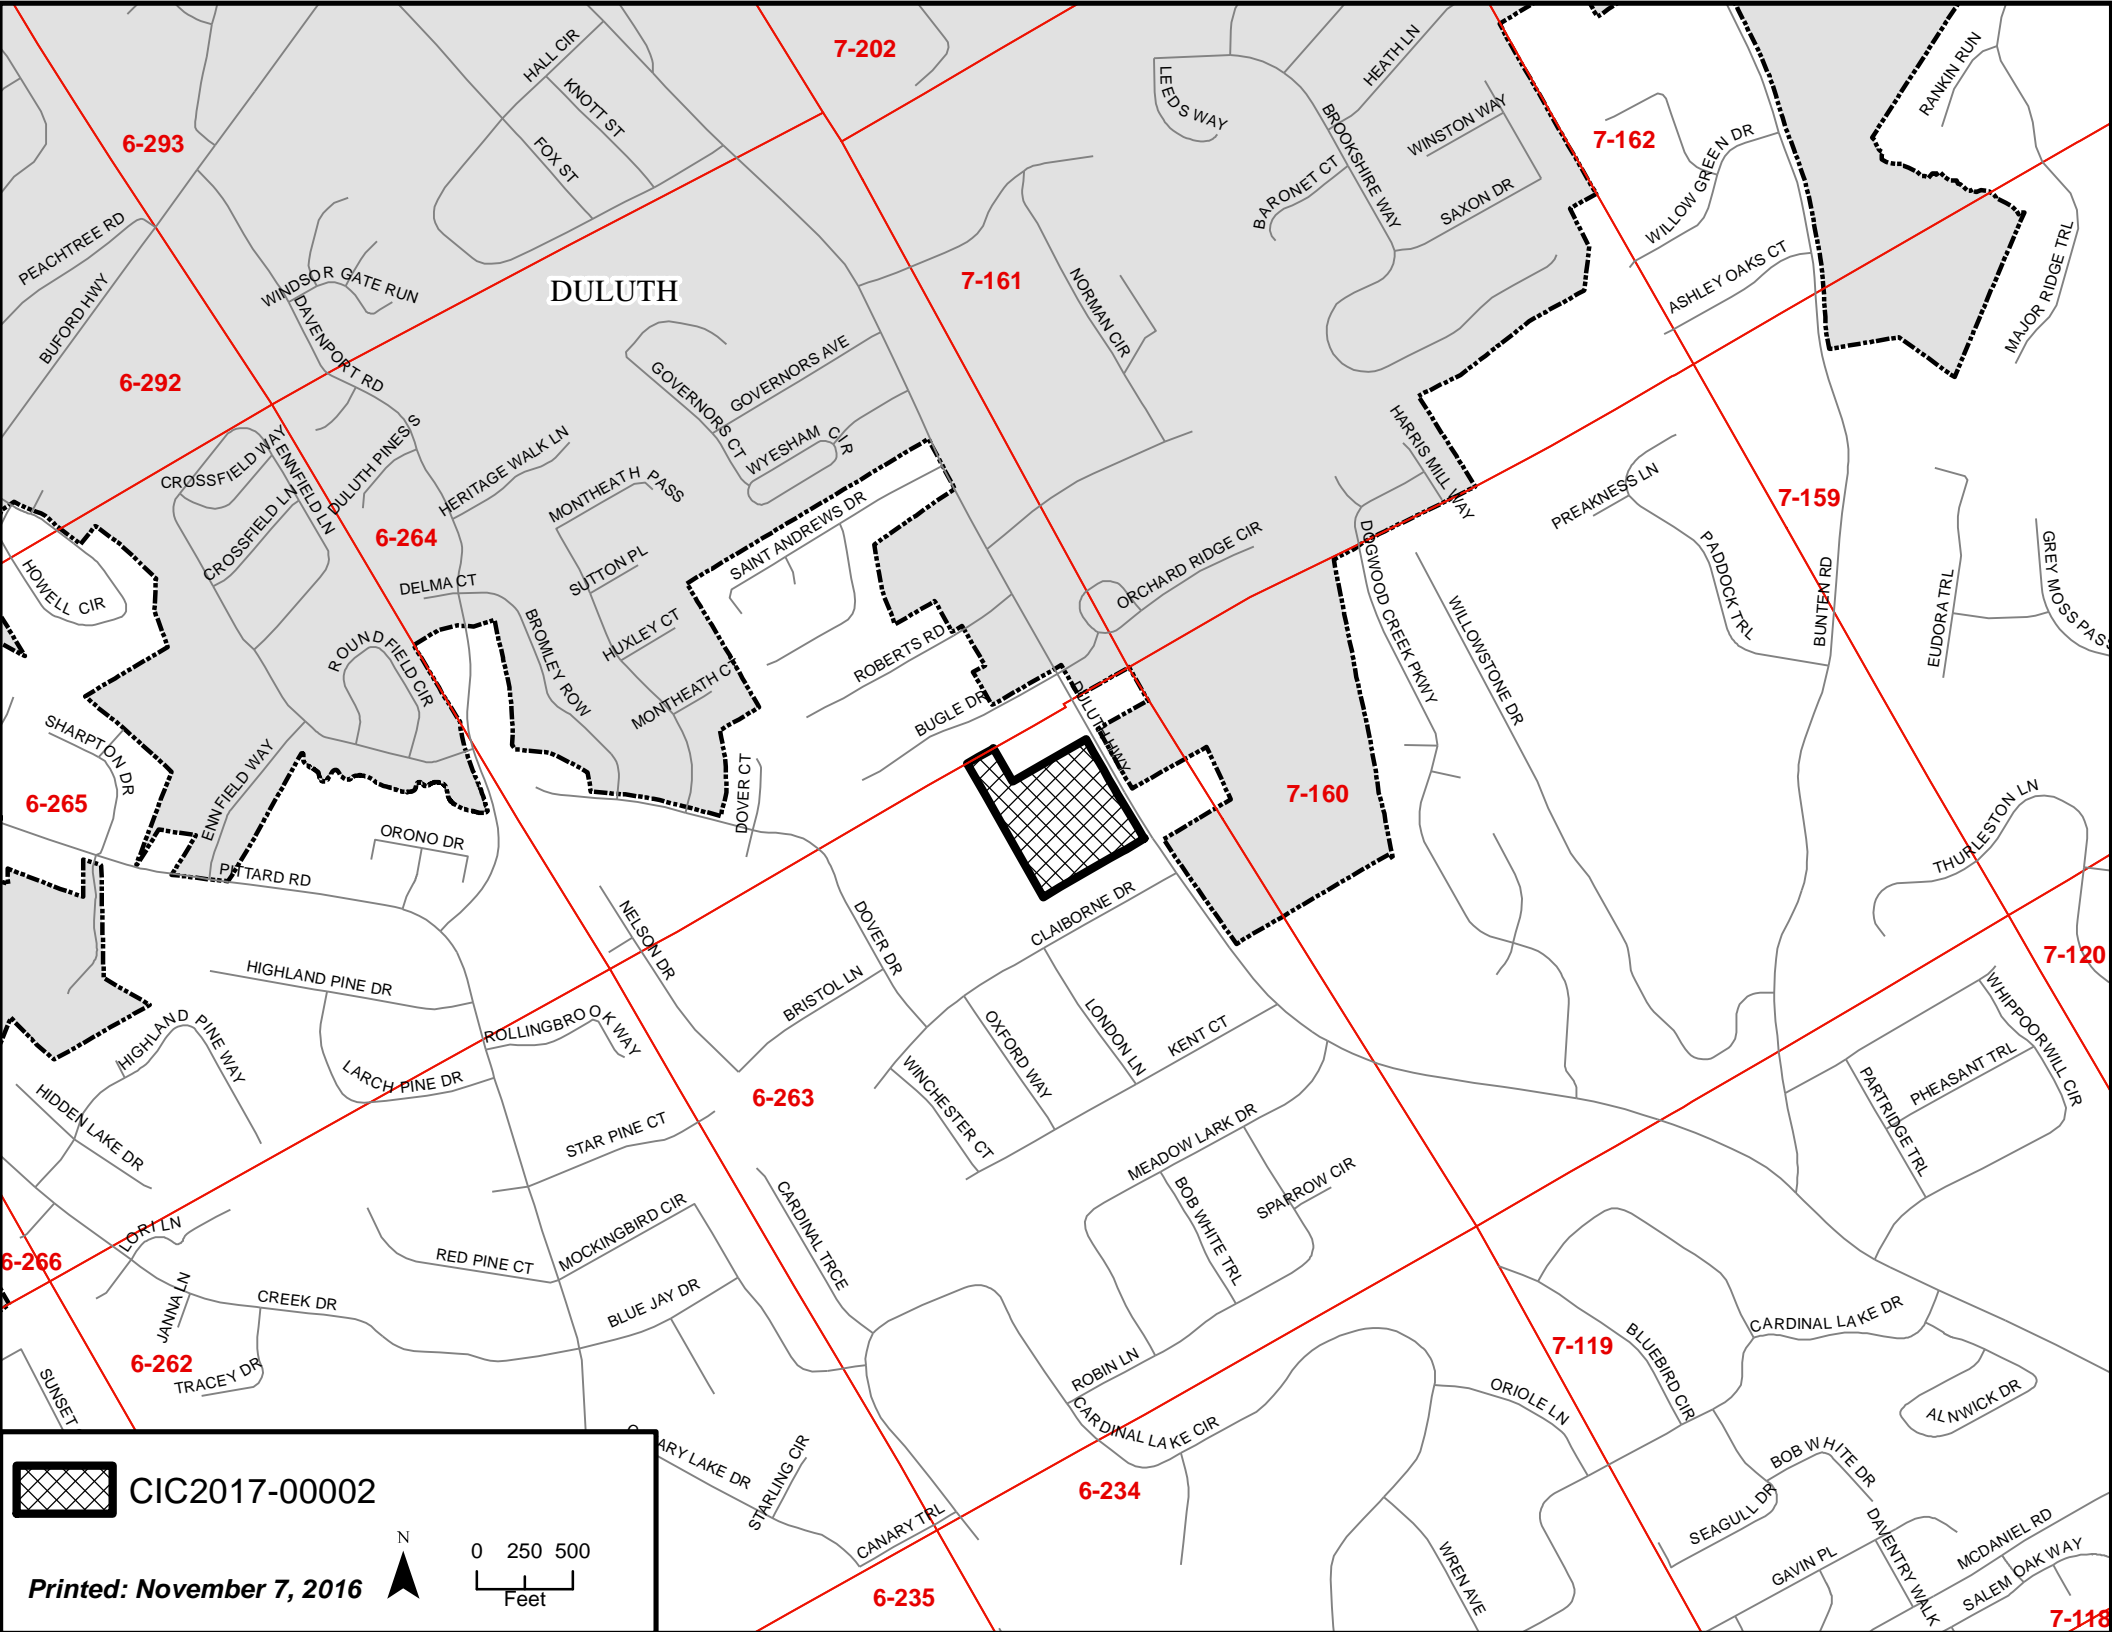 7-202
HALL CIR
KNOTT ST
FOX ST
6-293
LEEDS WAY
HEATH LN
BROOKSHIRE WAY
WINSTON WAY
BARONET CT
SAXON DR
7-162
WILLOW GREEN DR
RANKIN RUN
PEACHTREE RD
BUFORD HWY
WINDSOR GATE RUN
DAVENPORT RD
DULUTH
7-161
NORMAN CIR
ASHLEY OAKS CT
MAJOR RIDGE TRL
6-292
GOVERNORS AVE
GOVERNORS CT
WYESHAM CIR
CROSSFIELD WAY
ENNFIELD LN
CROSSFIELD LN
DULUTH PINES S
HERITAGE WALK LN
MONTHEATH PASS
HARRIS MILL WAY
PREAKNESS LN
7-159
6-264
SAINT ANDREWS DR
SUTTON PL
DELMA CT
HOWELL CIR
BROMLEY ROW
HUXLEY CT
ROUNDFIELD CIR
MONTHEATH CT
ROBERTS RD
BUGLE DR
ORCHARD RIDGE CIR
DOGWOOD CREEK PKWY
WILLOWSTONE DR
PADDOCK TRL
BUNTEN RD
EUDORA TRL
GREY MOSS PASS
DULUTH HWY
SHARPTON DR
ENNFIELD WAY
DOVER CT
6-265
7-160
ORONO DR
PITTARD RD
THURLESTON LN
NELSON DR
DOVER DR
CLAIBORNE DR
7-120
HIGHLAND PINE DR
BRISTOL LN
HIGHLAND PINE WAY
ROLLINGBROOK WAY
OXFORD WAY
LONDON LN
KENT CT
WHIPPOORWILL CIR
PHEASANT TRL
PARTRIDGE TRL
LARCH PINE DR
6-263
WINCHESTER CT
HIDDEN LAKE DR
STAR PINE CT
MEADOW LARK DR
BOB WHITE TRL
SPARROW CIR
CARDINAL TRCE
MOCKINGBIRD CIR
LORI LN
6-266
RED PINE CT
JANNA LN
CREEK DR
BLUE JAY DR
6-262
TRACEY DR
SUNSET
ROBIN LN
CARDINAL LAKE CIR
7-119
BLUEBIRD CIR
CARDINAL LAKE DR
ORIOLE LN
ALNWICK DR
ARY LAKE DR
STARLING CIR
CANARY TRL
6-234
BOB WHITE DR
SEAGULL DR
DAVENTRY WALK
MCDANIEL RD
SALEM OAK WAY
GAVIN PL
WREN AVE
6-235
7-118
CIC2017-00002
N
0 250 500
Feet
Printed: November 7, 2016